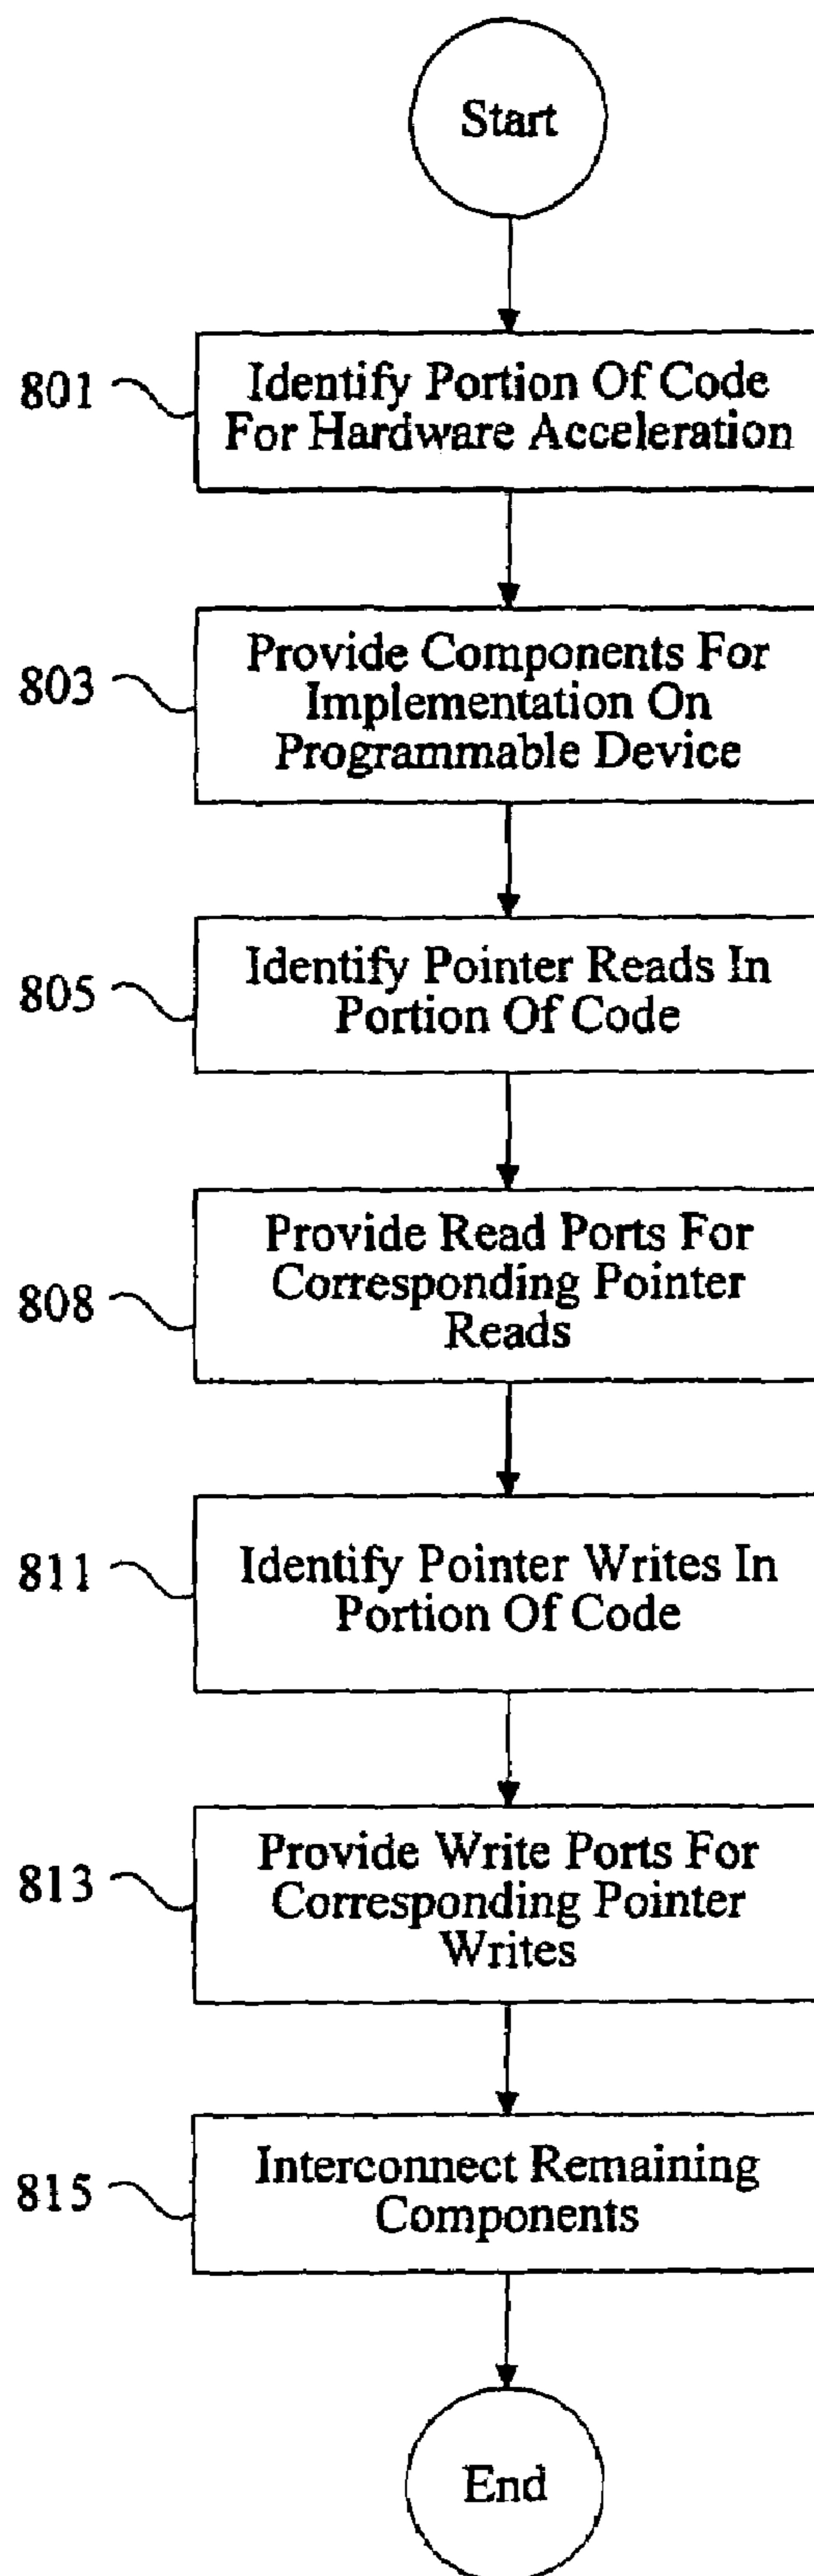 Start
801
Identify Portion Of Code
For Hardware Acceleration
803
Provide Components For
Implementation On
Programmable Device
805
Identify Pointer Reads In
Portion Of Code
808
Provide Read Ports For
Corresponding Pointer
Reads
811
Identify Pointer Writes In
Portion Of Code
813
Provide Write Ports For
Corresponding Pointer
Writes
815
Interconnect Remaining
Components
End